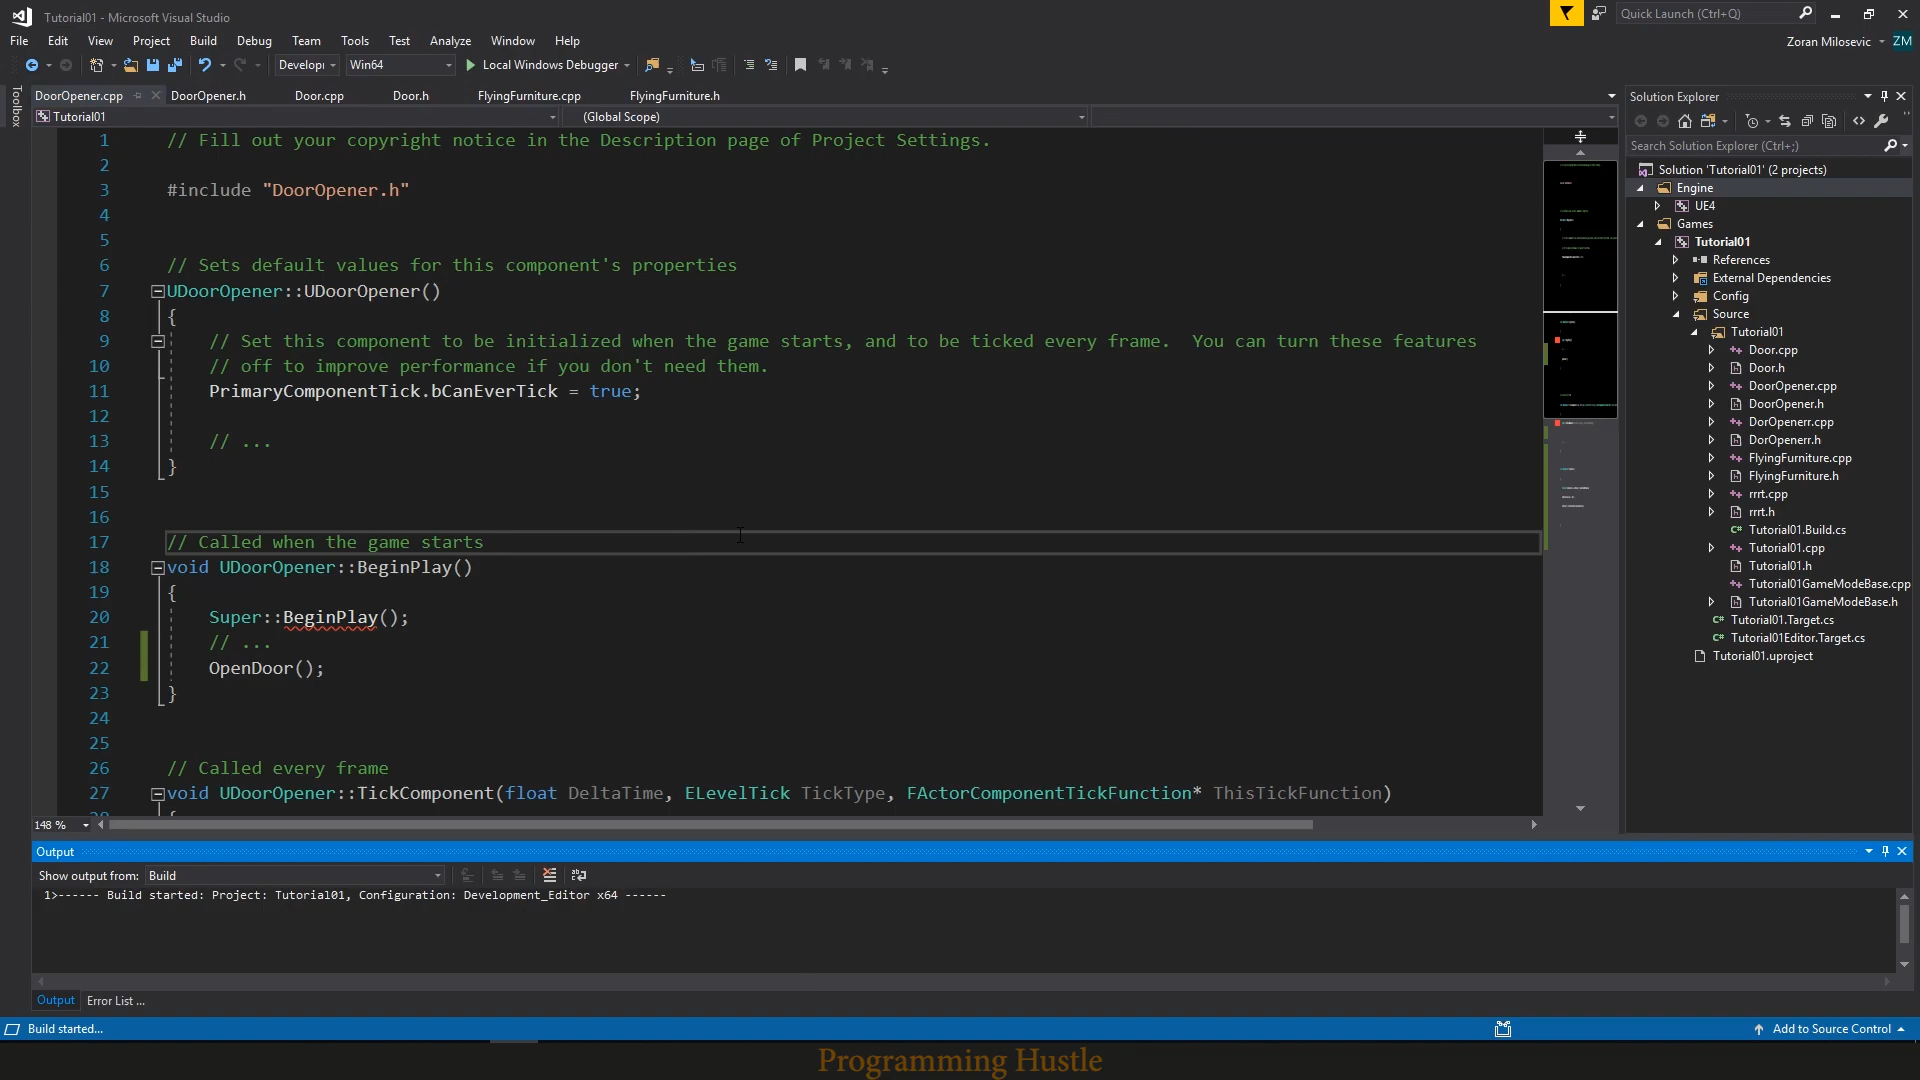 Tutorial01 - Microsoft Visual Studio
Quick Launch (Ctrl+Q)
File Edit View Project Build Debug Team Tools Test Analyze Window Help
Zoran Milosevic ZM
Develop Win64 Local Windows Debugger
Toolbox
DoorOpener.cpp DoorOpener.h Door.cpp Door.h FlyingFurniture.cpp FlyingFurniture.h
Tutorial01 (Global Scope)
1 // Fill out your copyright notice in the Description page of Project Settings.
2
3 #include "DoorOpener.h"
4
5
6 // Sets default values for this component's properties
7 UDoorOpener::UDoorOpener()
8 {
9 // Set this component to be initialized when the game starts, and to be ticked every frame.  You can turn these features
10 // off to improve performance if you don't need them.
11 PrimaryComponentTick.bCanEverTick = true;
12
13 // ...
14 }
15
16
17 // Called when the game starts
18 void UDoorOpener::BeginPlay()
19 {
20 Super::BeginPlay();
21 // ...
22 OpenDoor();
23 }
24
25
26 // Called every frame
27 void UDoorOpener::TickComponent(float DeltaTime, ELevelTick TickType, FActorComponentTickFunction* ThisTickFunction)
28 {
148 %
Solution Explorer
Search Solution Explorer (Ctrl+;)
Solution 'Tutorial01' (2 projects)
Engine
UE4
Games
Tutorial01
References
External Dependencies
Config
Source
Tutorial01
Door.cpp
Door.h
DoorOpener.cpp
DoorOpener.h
DorOpenerr.cpp
DorOpenerr.h
FlyingFurniture.cpp
FlyingFurniture.h
rrrt.cpp
rrrt.h
Tutorial01.Build.cs
Tutorial01.cpp
Tutorial01.h
Tutorial01GameModeBase.cpp
Tutorial01GameModeBase.h
Tutorial01.Target.cs
Tutorial01Editor.Target.cs
Tutorial01.uproject
Output
Show output from: Build
1>------ Build started: Project: Tutorial01, Configuration: Development_Editor x64 ------
Output Error List ...
Build started...
Add to Source Control
Programming Hustle